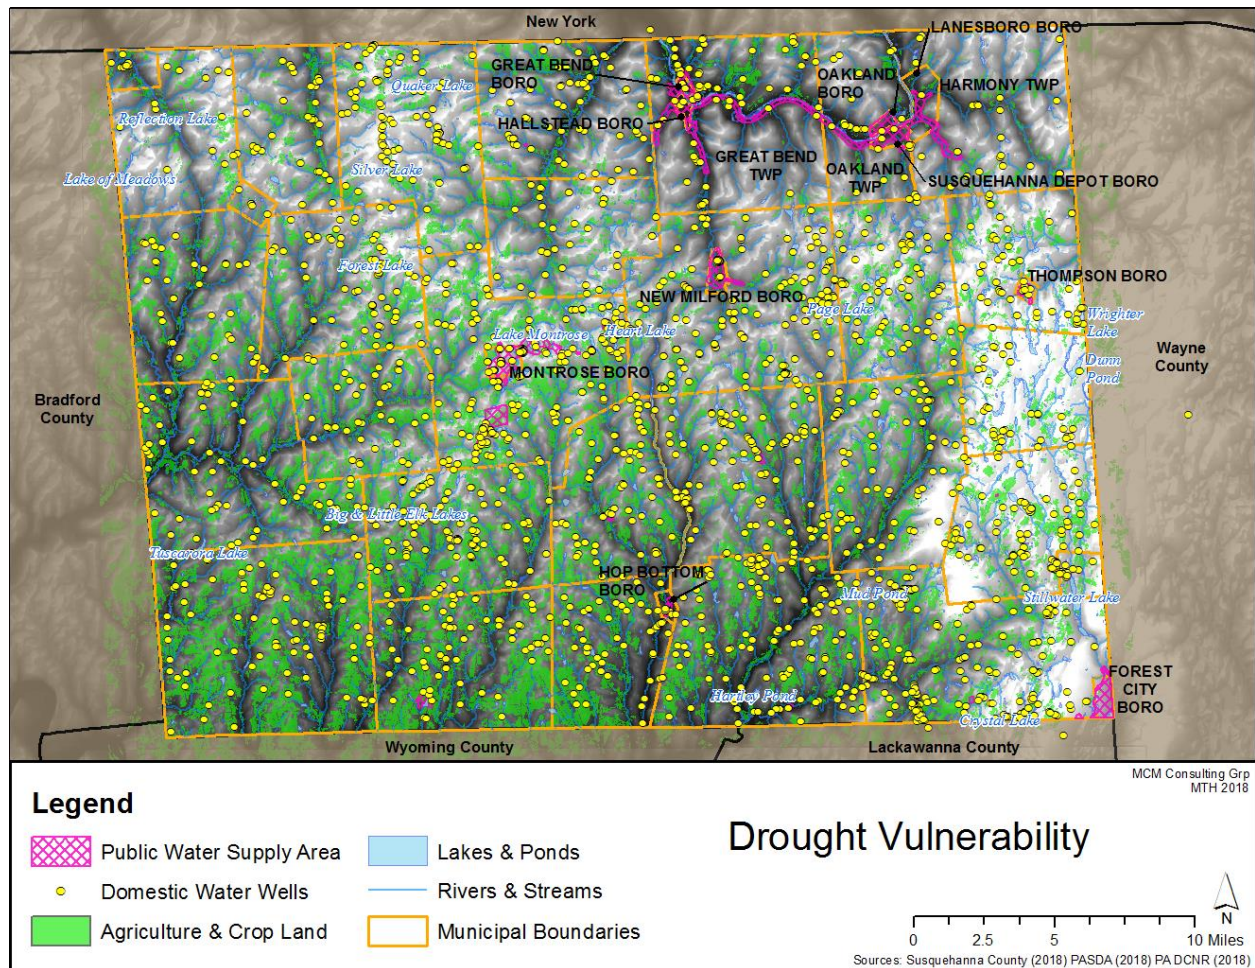 New York
LANESBORO BORO
GREAT BEND
BORO
OAKLAND
BORO
Quaker Lake
HARMONY TWP
Reflection Lake
HALLSTEAD BORO
GREAT BEND
TWP
OAKLAND
TWP
Silver Lake
Lake of Meadows
SUSQUEHANNA DEPOT BORO
Forest Lake
THOMPSON BORO
NEW MILFORD BORO
Page Lake
Wrighter
Lake
Heart Lake
Lake Montrose
Dunn
Pond
Wayne
County
MONTROSE BORO
Bradford
County
Big & Little Elk Lakes
Tuscarora Lake
HOP BOTTOM
BORO
Mud Pond
Stillwater Lake
FOREST
CITY
BORO
Hartley Pond
Crystal Lake
Wyoming County
Lackawanna County
MCM Consulting Grp
MTH 2018
Legend
Public Water Supply Area
Domestic Water Wells
Agriculture & Crop Land
Lakes & Ponds
Rivers & Streams
Municipal Boundaries
Drought Vulnerability
N
0 2.5 5 10 Miles
Sources: Susquehanna County (2018) PASDA (2018) PA DCNR (2018)